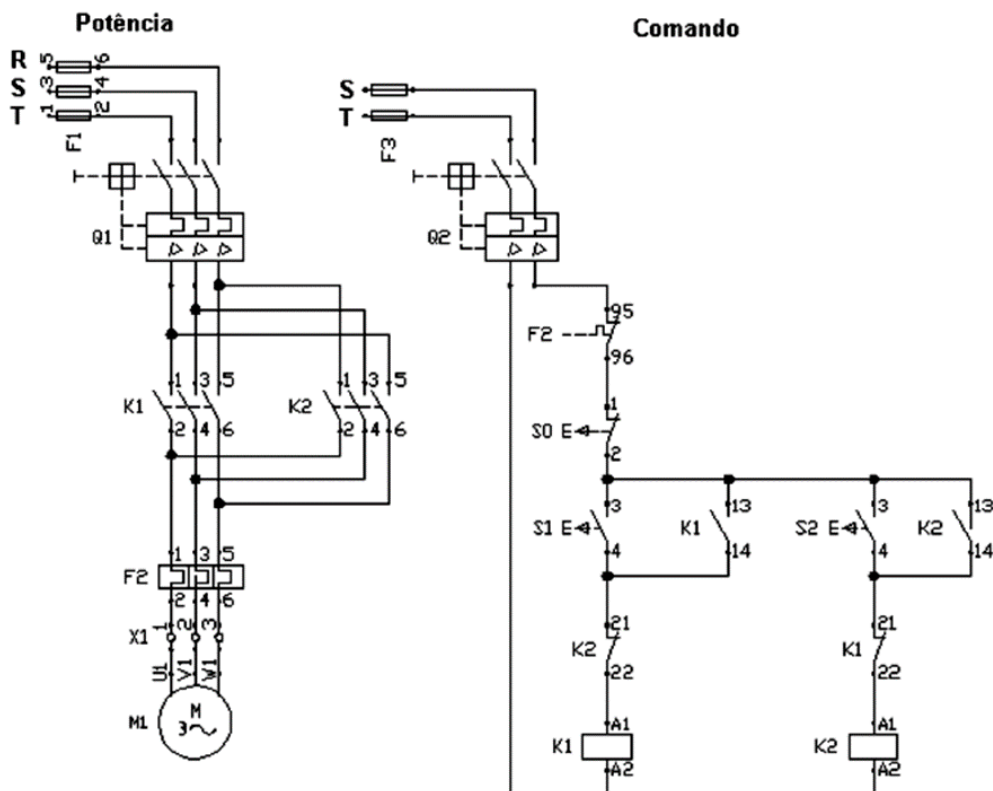 Potência
R 5 6
S 3 4
T 1 2
F1
Q1
1 3 5
K1
2 4 6
1 3 5
K2
2 4 6
1 3 5
F2
2 4 6
X1 1 2 3
U1 V1 W1
M1
M
3
Comando
S
T
F3
Q2
95
F2
96
1
S0 E
2
3
S1 E
4
13
K1
14
3
S2 E
4
13
K2
14
21
K2
22
21
K1
22
A1
K1
A2
A1
K2
A2